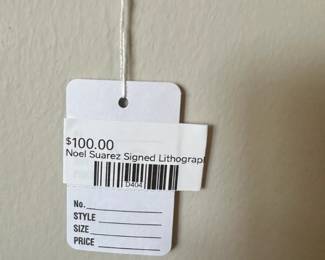 $100.00
Noel Suarez Signed Lithograp
D404
No.
STYLE
SIZE
PRICE